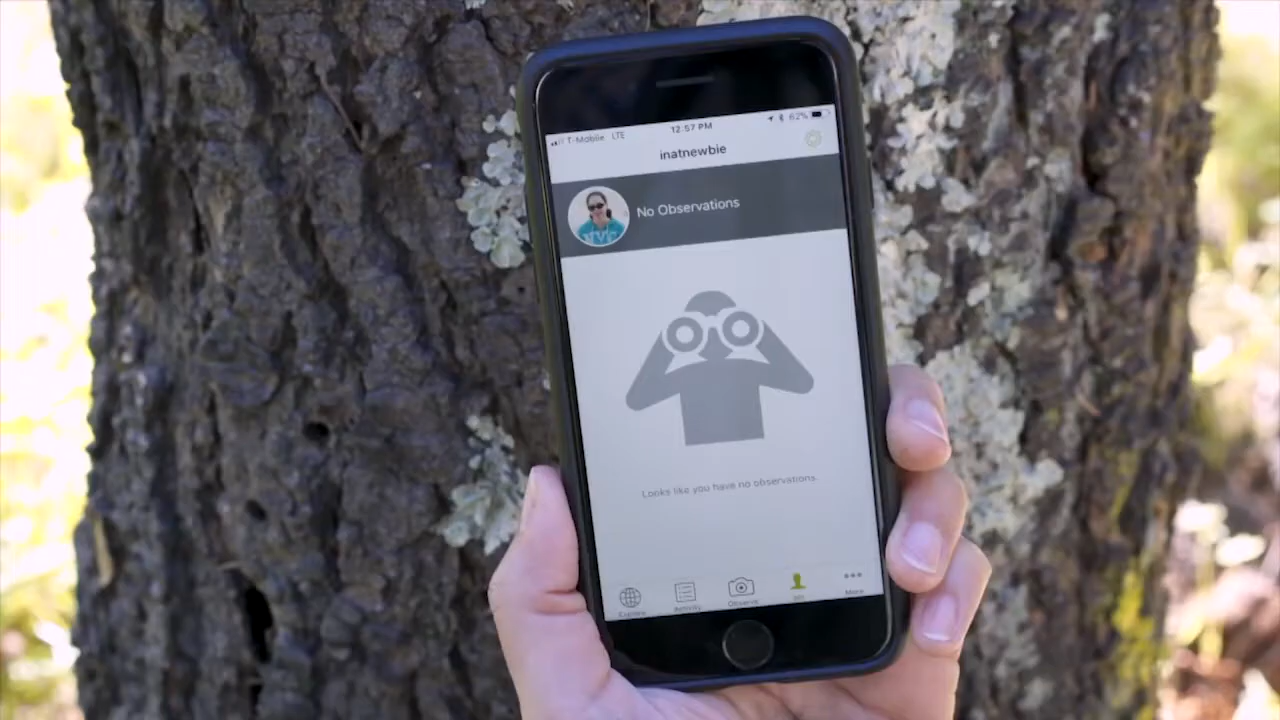 T-Mobile LTE 12:57 PM 62%
inatnewbie
No Observations
Looks like you have no observations.
Explore Activity Observe Me More